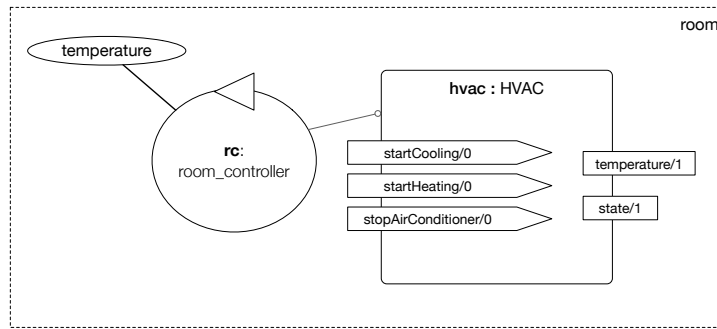 room
temperature
hvac : HVAC
rc:
room_controller
startCooling/0
startHeating/0
stopAirConditioner/0
temperature/1
state/1